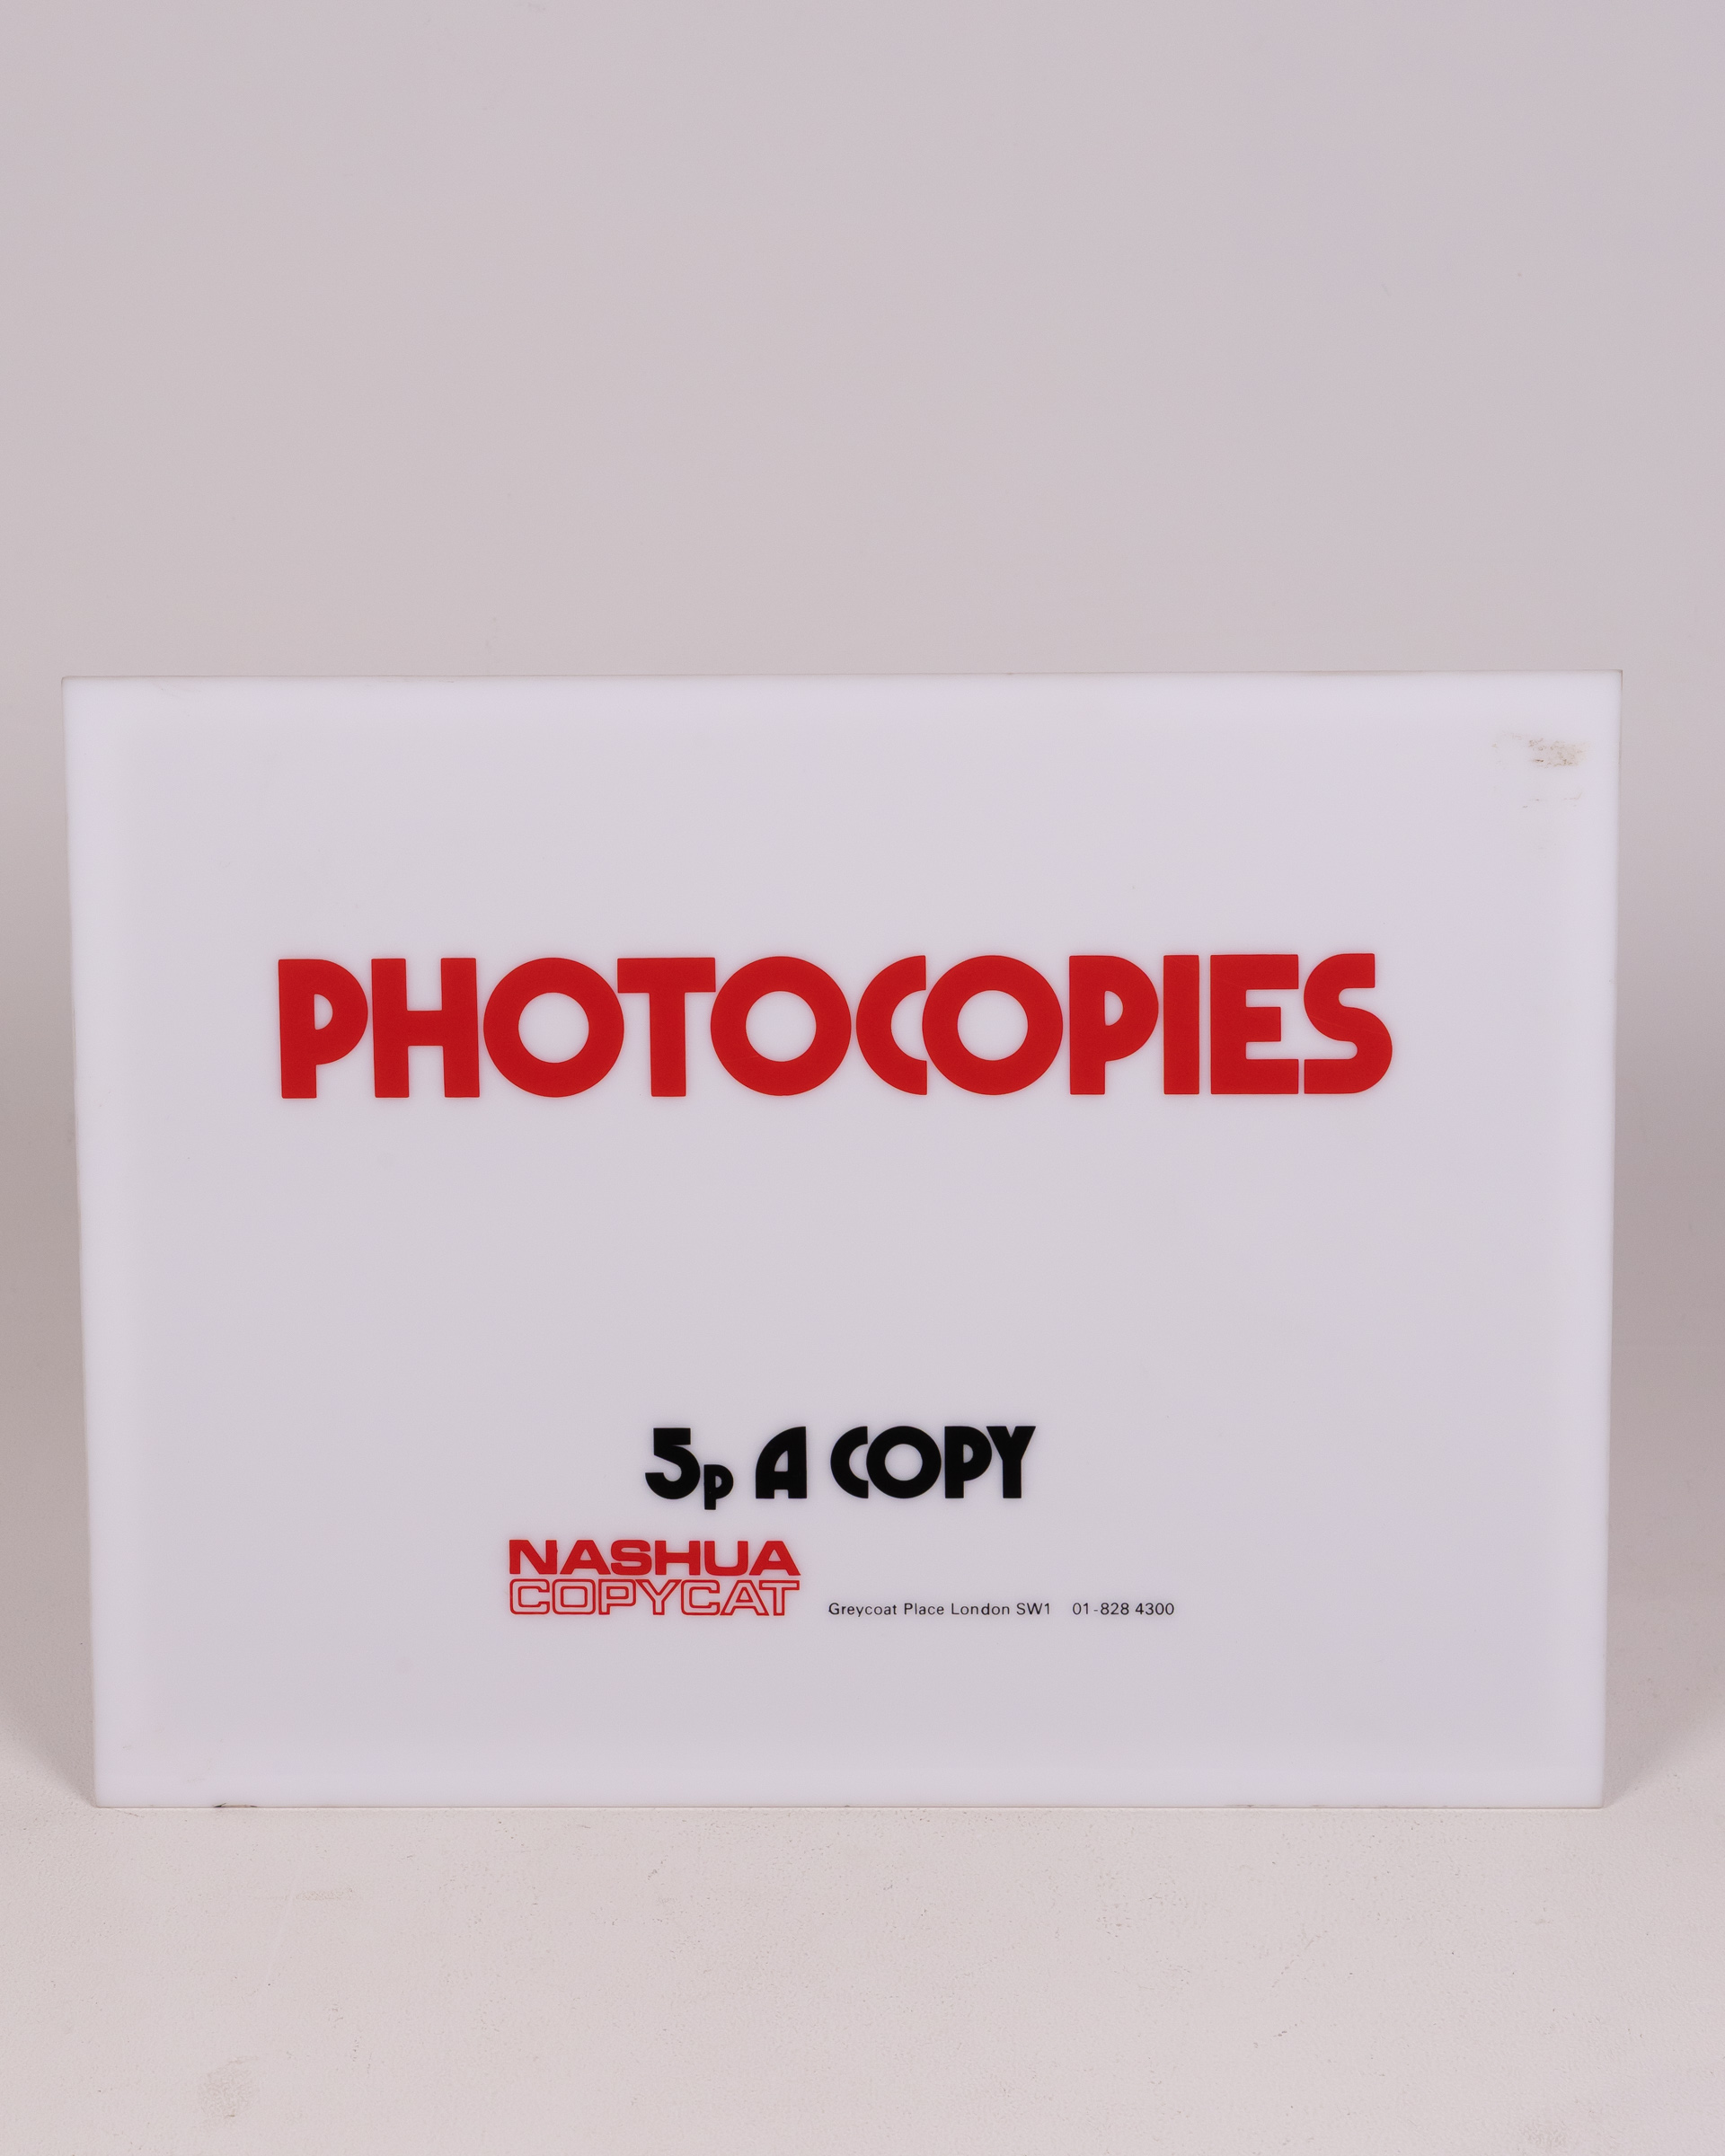 PHOTOCOPIES
5p A COPY
NASHUA
COPYCAT
Greycoat Place London SW1 01-828 4300